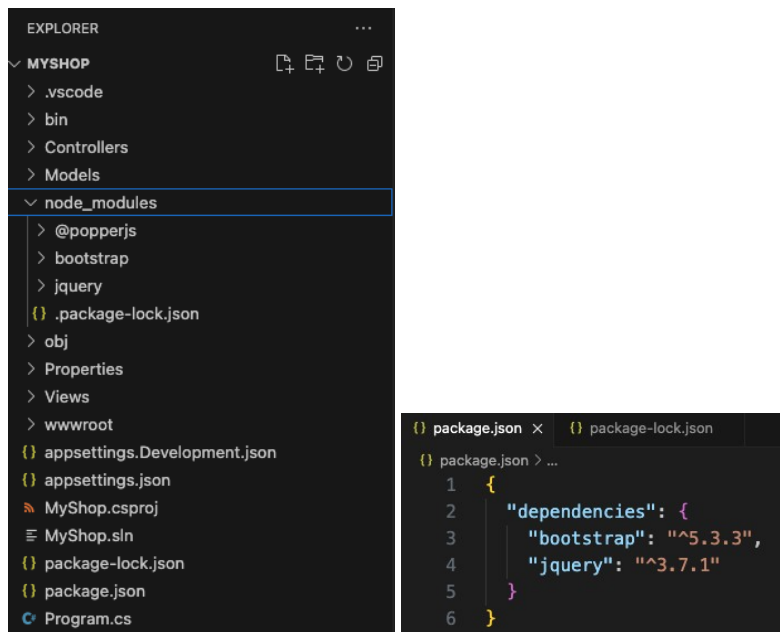 EXPLORER
MYSHOP
.vscode
bin
Controllers
Models
node_modules
@popperjs
bootstrap
jquery
{} .package-lock.json
obj
Properties
Views
wwwroot
{} appsettings.Development.json
{} appsettings.json
MyShop.csproj
MyShop.sln
{} package-lock.json
{} package.json
Program.cs
{} package.json × {} package-lock.json
{} package.json > ...
1 {
2 "dependencies": {
3 "bootstrap": "^5.3.3",
4 "jquery": "^3.7.1"
5 }
6 }